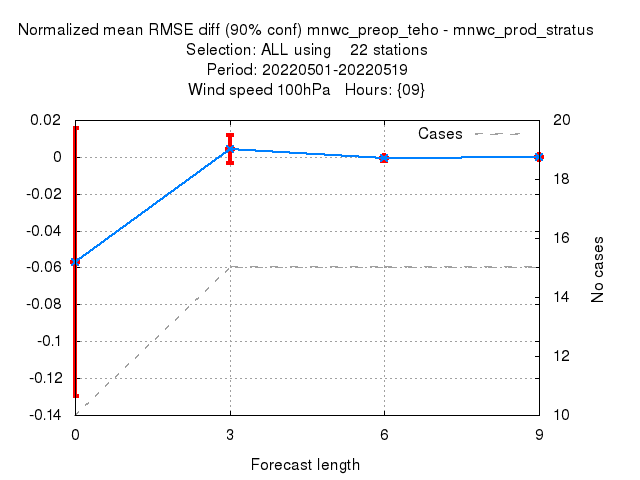 Normalized mean RMSE diff (90% conf) mnwc_preop_teho - mnwc_prod_stratus
Selection: ALL using    22 stations
Period: 20220501-20220519
Wind speed 100hPa   Hours: {09}
Cases
0.02
0
-0.02
-0.04
-0.06
-0.08
-0.1
-0.12
-0.14
20
18
16
14
12
10
No cases
0 3 6 9
Forecast length